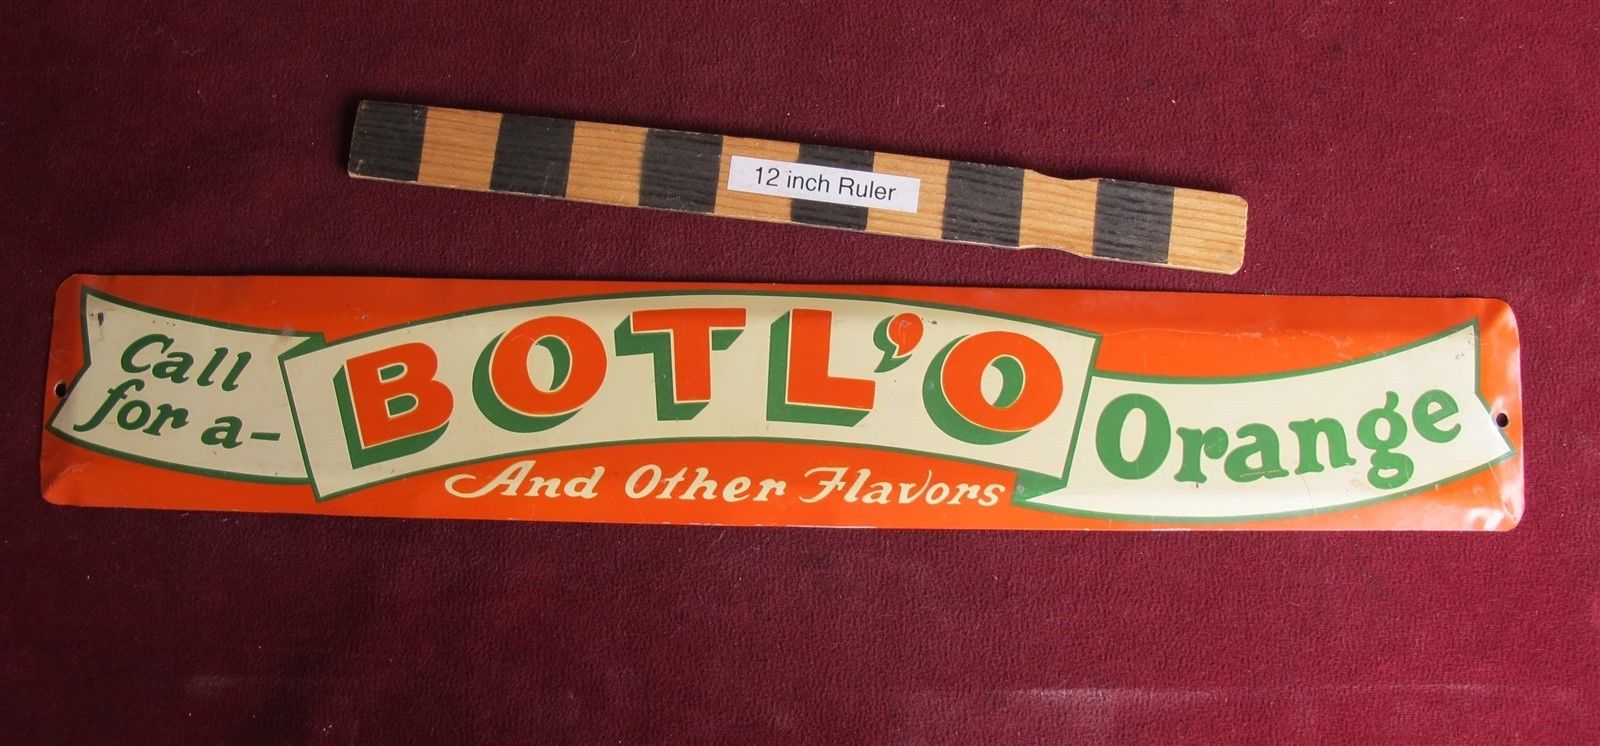 12 inch Ruler
Call
for a-
BOTL'O
Orange
And Other Flavors